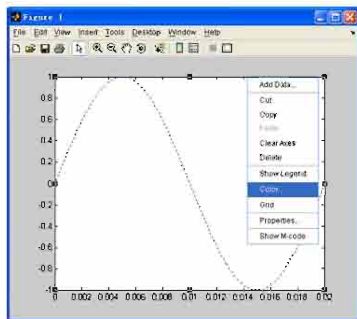 Figure 1
File Edit View Insert Tools Desktop Window Help
1
0.8
0.6
0.4
0.2
0
-0.2
-0.4
-0.6
-0.8
-1
0 0.002 0.004 0.006 0.008 0.01 0.012 0.014 0.016 0.018 0.02
Add Data...
Cut
Copy
Paste
Clear Axes
Delete
Show Legend
Color...
Grid
Properties...
Show M-code